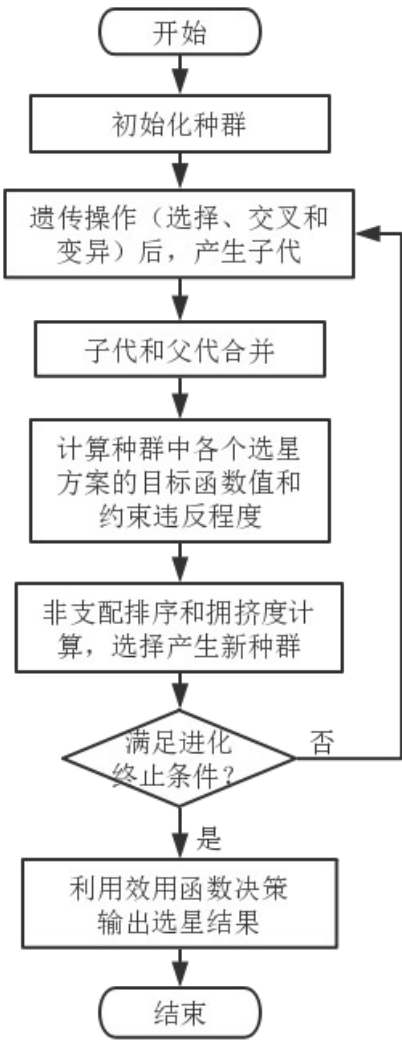 开始
初始化种群
遗传操作（选择、交叉和
变异）后，产生子代
子代和父代合并
计算种群中各个选星
方案的目标函数值和
约束违反程度
非支配排序和拥挤度计
算，选择产生新种群
满足进化
终止条件？
否
是
利用效用函数决策
输出选星结果
结束